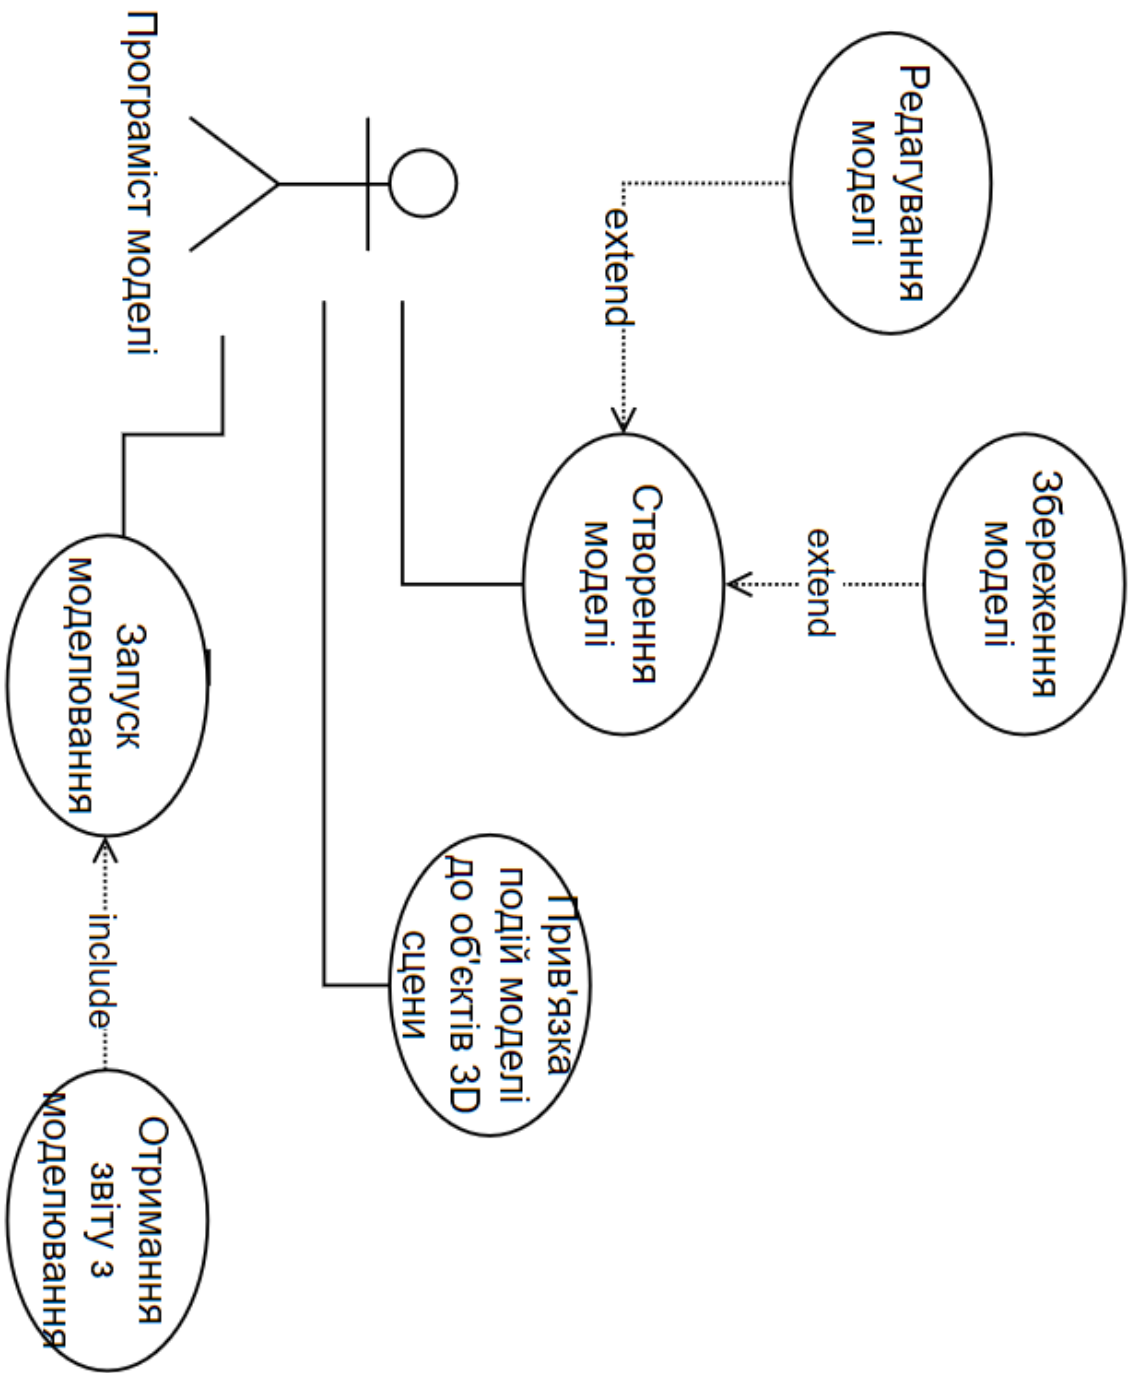 Редагування
моделі
Збереження
моделі
extend
extend
Створення
моделі
Прив'язка
подій моделі
до об'єктів 3D
сцени
Програміст моделі
Запуск
моделювання
include
Отримання
звіту з
моделювання